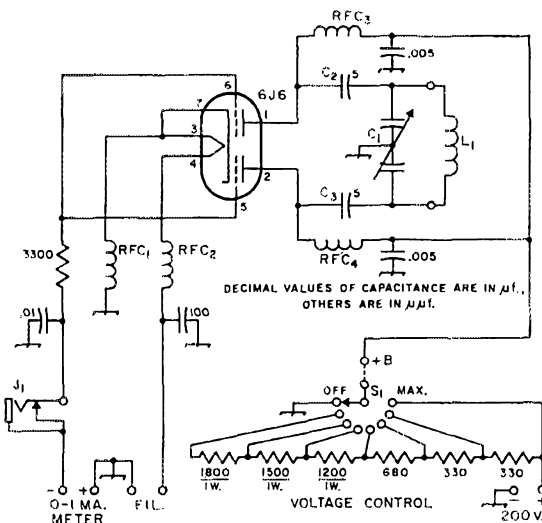 RFC3
.005
6
6J6
7
1
C2
5
3
4
C1
L1
2
5
C3
5
3300
RFC1
RFC2
RFC4
.005
DECIMAL VALUES OF CAPACITANCE ARE IN µf.,
OTHERS ARE IN µµf.
.01
100
+B
OFF
S1
MAX.
J1
1800
1W.
1500
1W.
1200
1W.
680
330
330
- + FIL.
0-1 MA.
METER
VOLTAGE CONTROL
- +
200V.